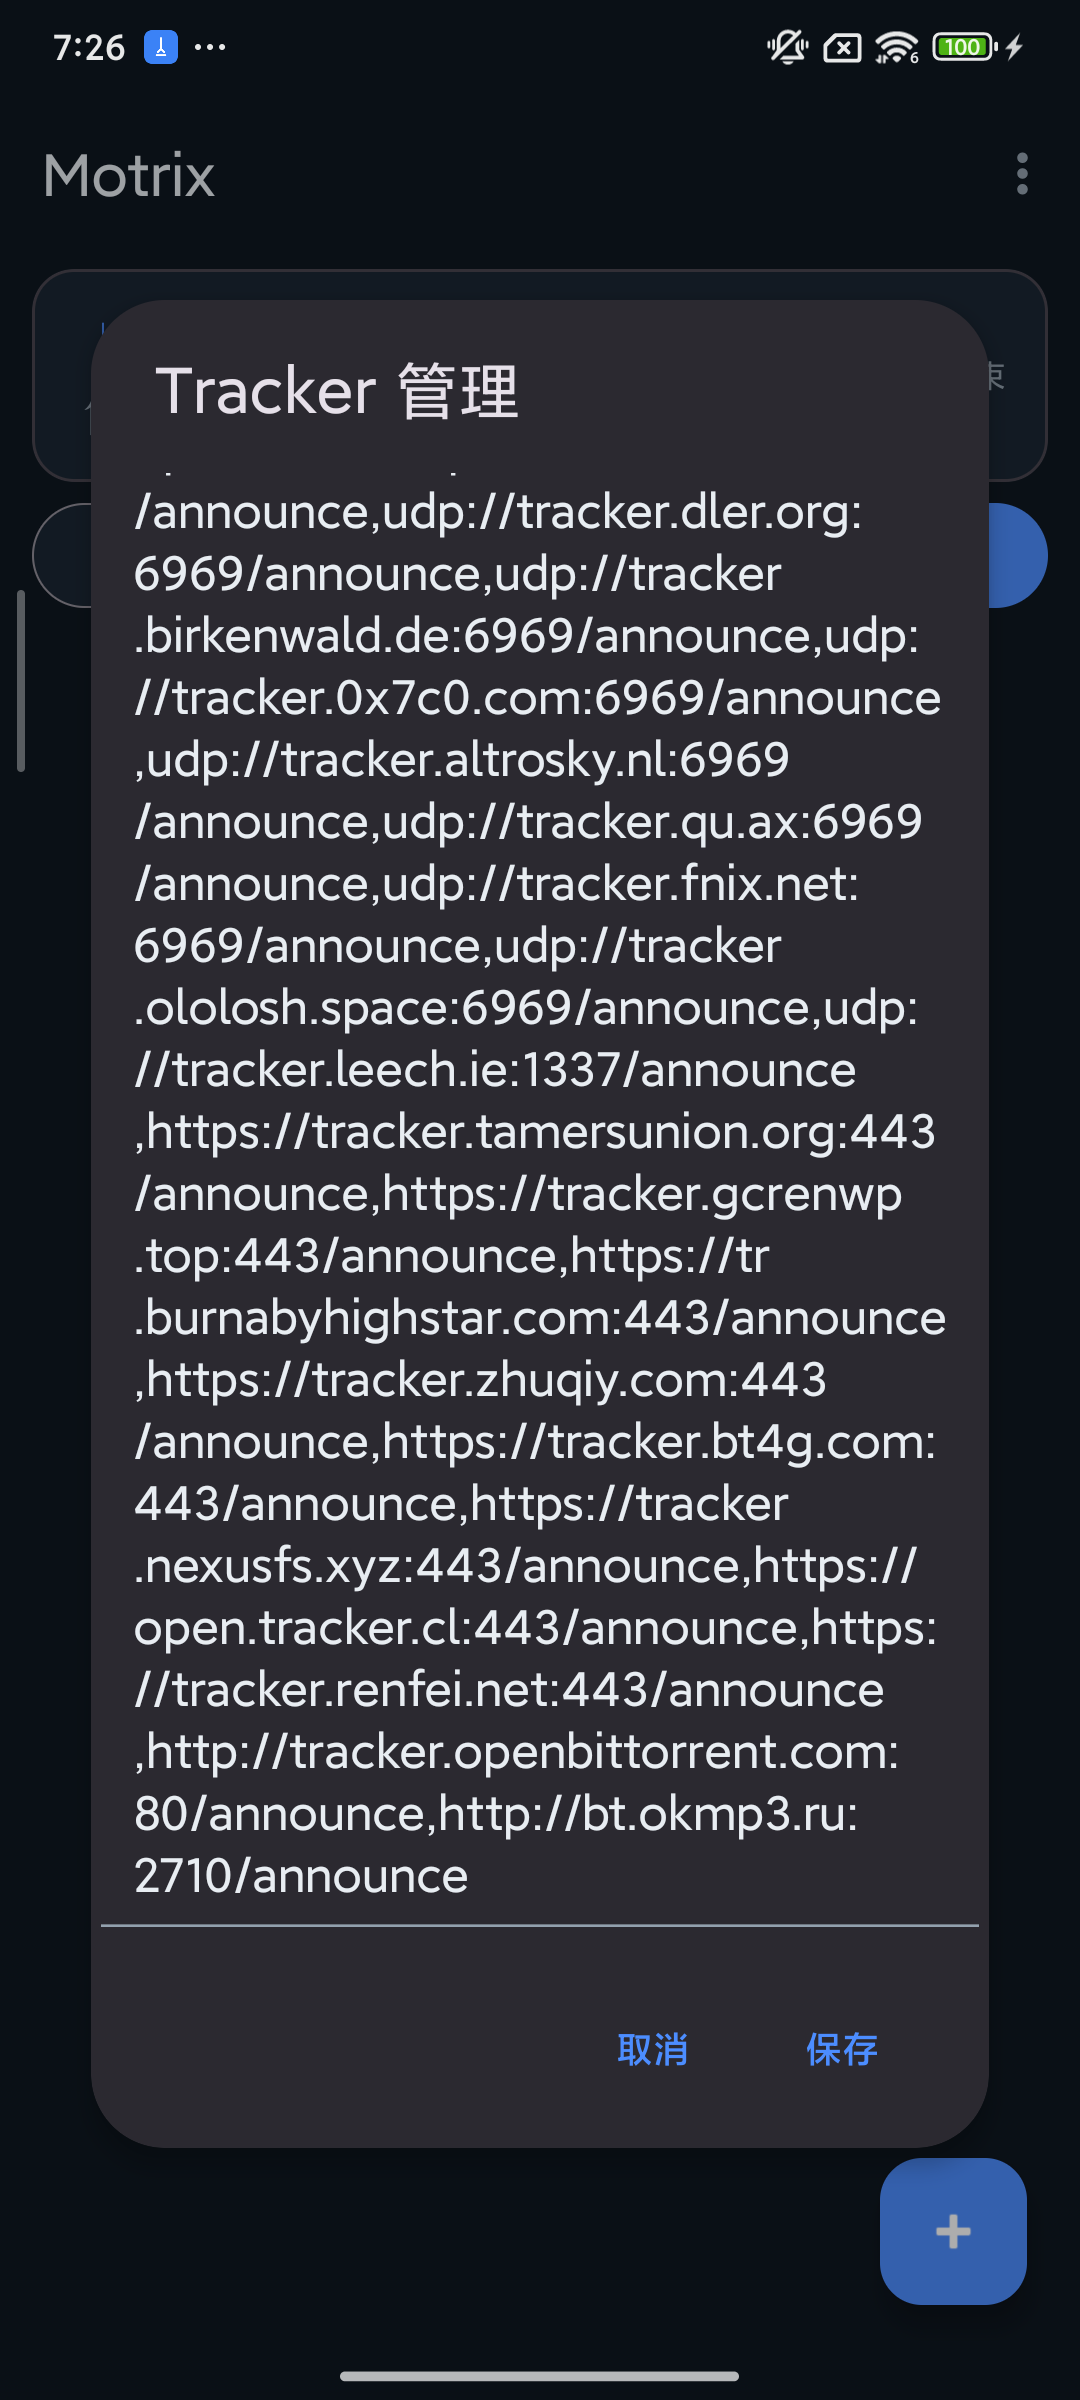 7:26
6
100
Motrix
束
Tracker 管理
/announce,udp://tracker.dler.org:
6969/announce,udp://tracker
.birkenwald.de:6969/announce,udp:
//tracker.0x7c0.com:6969/announce
,udp://tracker.altrosky.nl:6969
/announce,udp://tracker.qu.ax:6969
/announce,udp://tracker.fnix.net:
6969/announce,udp://tracker
.ololosh.space:6969/announce,udp:
//tracker.leech.ie:1337/announce
,https://tracker.tamersunion.org:443
/announce,https://tracker.gcrenwp
.top:443/announce,https://tr
.burnabyhighstar.com:443/announce
,https://tracker.zhuqiy.com:443
/announce,https://tracker.bt4g.com:
443/announce,https://tracker
.nexusfs.xyz:443/announce,https://
open.tracker.cl:443/announce,https:
//tracker.renfei.net:443/announce
,http://tracker.openbittorrent.com:
80/announce,http://bt.okmp3.ru:
2710/announce
取消
保存